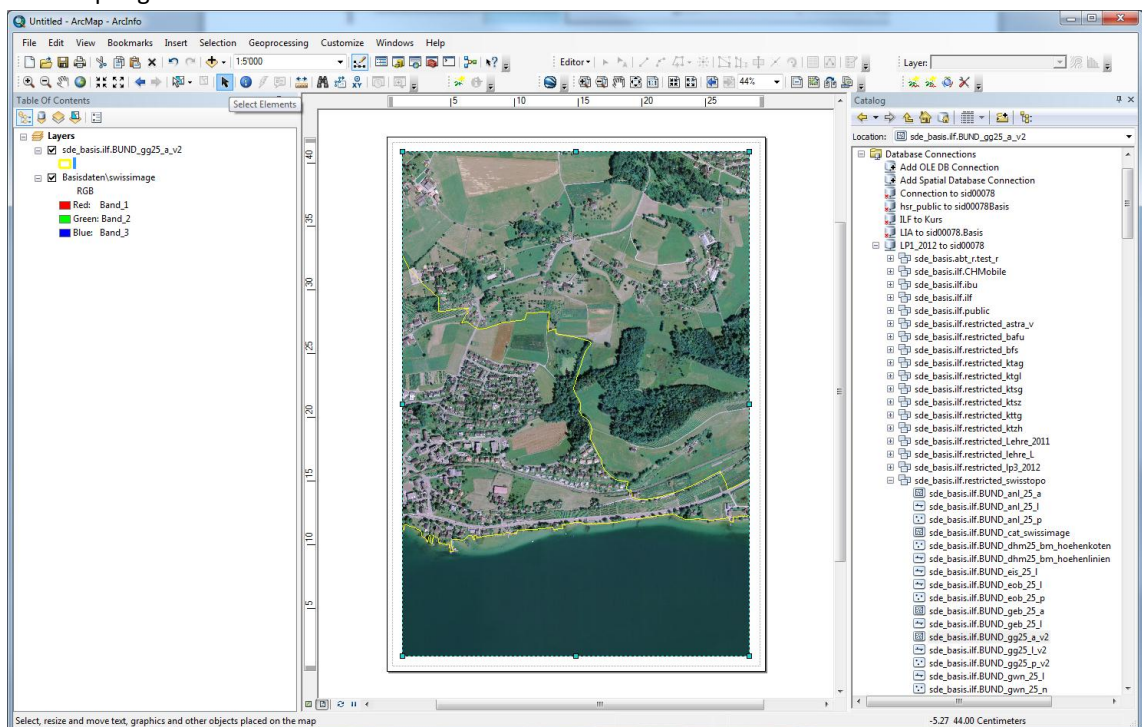 Untitled - ArcMap - ArcInfo
File Edit View Bookmarks Insert Selection Geoprocessing Customize Windows Help
1:5'000
Editor
Layer:
44%
Table Of Contents
Select Elements
Layers
sde_basis.ilf.BUND_gg25_a_v2
Basisdaten\swissimage
RGB
Red: Band_1
Green: Band_2
Blue: Band_3
5 10 15 20 25
40
35
30
25
20
15
10
5
Catalog
Location: sde_basis.ilf.BUND_gg25_a_v2
Database Connections
Add OLE DB Connection
Add Spatial Database Connection
Connection to sid00078
hsr_public to sid00078Basis
ILF to Kurs
LIA to sid00078.Basis
LP1_2012 to sid00078
sde_basis.abt_r.test_r
sde_basis.ilf.CHMobile
sde_basis.ilf.ibu
sde_basis.ilf.ilf
sde_basis.ilf.public
sde_basis.ilf.restricted_astra_v
sde_basis.ilf.restricted_bafu
sde_basis.ilf.restricted_bfs
sde_basis.ilf.restricted_ktag
sde_basis.ilf.restricted_ktgl
sde_basis.ilf.restricted_ktsg
sde_basis.ilf.restricted_ktsz
sde_basis.ilf.restricted_kttg
sde_basis.ilf.restricted_ktzh
sde_basis.ilf.restricted_Lehre_2011
sde_basis.ilf.restricted_lehre_L
sde_basis.ilf.restricted_lp3_2012
sde_basis.ilf.restricted_swisstopo
sde_basis.ilf.BUND_anl_25_a
sde_basis.ilf.BUND_anl_25_l
sde_basis.ilf.BUND_anl_25_p
sde_basis.ilf.BUND_cat_swissimage
sde_basis.ilf.BUND_dhm25_bm_hoehenkoten
sde_basis.ilf.BUND_dhm25_bm_hoehenlinien
sde_basis.ilf.BUND_eis_25_l
sde_basis.ilf.BUND_eob_25_l
sde_basis.ilf.BUND_eob_25_p
sde_basis.ilf.BUND_geb_25_a
sde_basis.ilf.BUND_geb_25_l
sde_basis.ilf.BUND_gg25_a_v2
sde_basis.ilf.BUND_gg25_l_v2
sde_basis.ilf.BUND_gg25_p_v2
sde_basis.ilf.BUND_gwn_25_l
sde_basis.ilf.BUND_gwn_25_n
Select, resize and move text, graphics and other objects placed on the map
-5.27 44.00 Centimeters